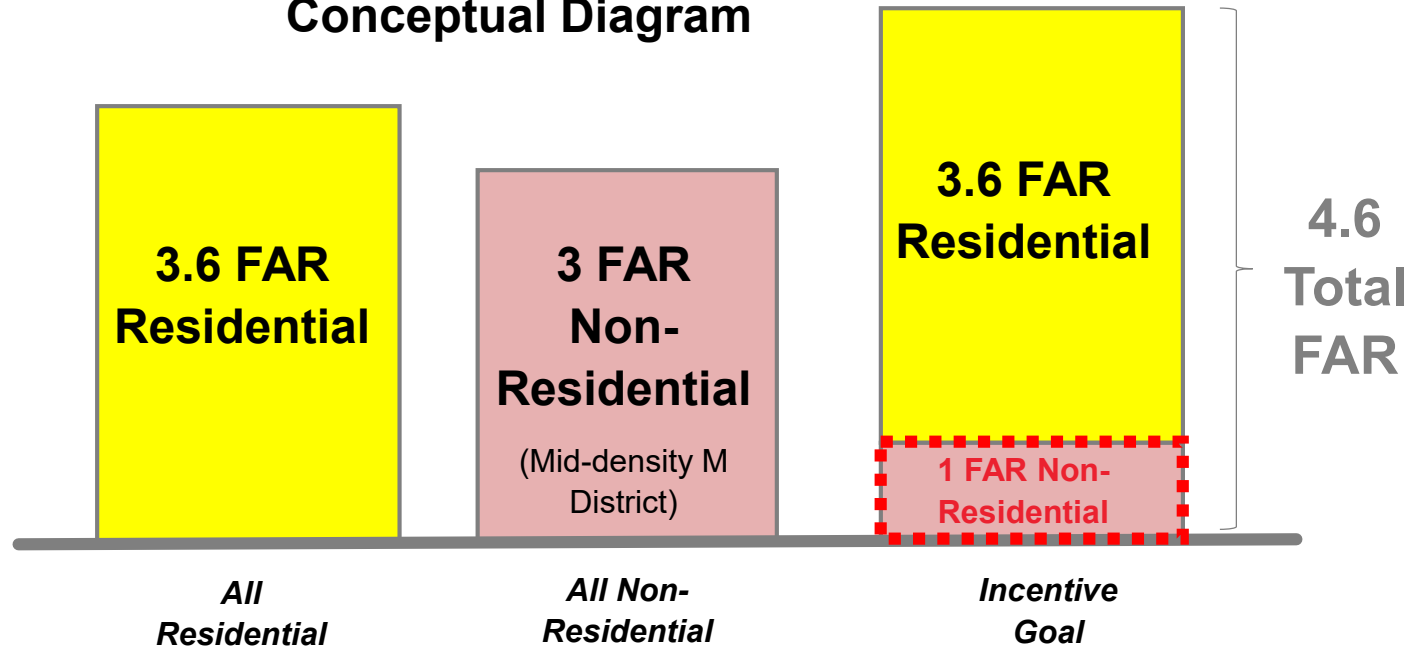 Conceptual Diagram
3.6 FAR
Residential
3 FAR
Non-
Residential
(Mid-density M
District)
3.6 FAR
Residential
1 FAR Non-
Residential
4.6
Total
FAR
All
Residential
All Non-
Residential
Incentive
Goal